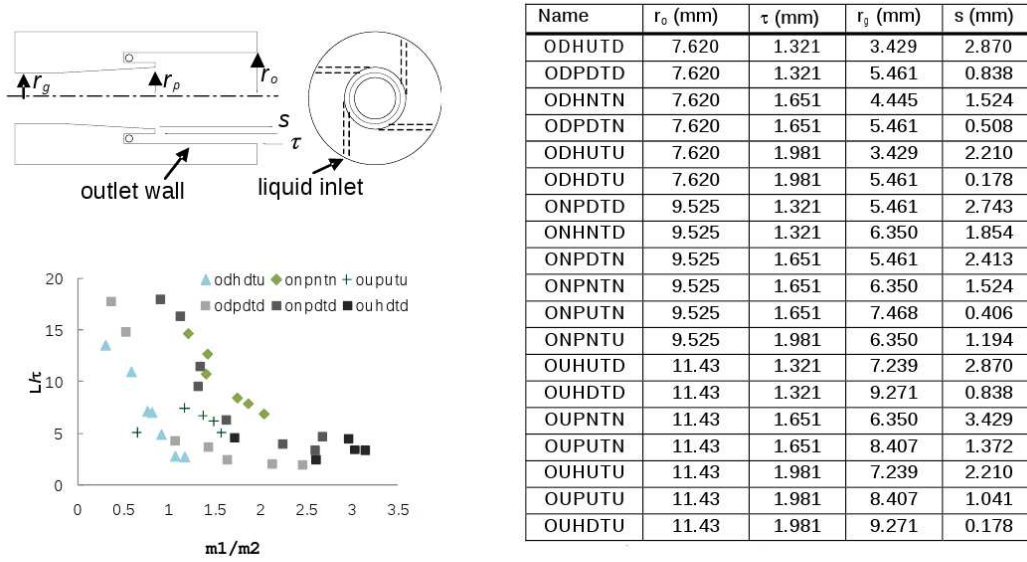 r_g
r_p
r_o
s
τ
outlet wall
liquid inlet
20
15
10
5
0
L/τ
odhdtu onpntn ouputu
odpdtd onpdtd ouhdtd
0 0.5 1 1.5 2 2.5 3 3.5
m1/m2
Name r_o (mm) τ (mm) r_g (mm) s (mm)
ODHUTD 7.620 1.321 3.429 2.870
ODPDTD 7.620 1.321 5.461 0.838
ODHNTN 7.620 1.651 4.445 1.524
ODPDTN 7.620 1.651 5.461 0.508
ODHUTU 7.620 1.981 3.429 2.210
ODHDTU 7.620 1.981 5.461 0.178
ONPDTD 9.525 1.321 5.461 2.743
ONHNTD 9.525 1.321 6.350 1.854
ONPDTN 9.525 1.651 5.461 2.413
ONPNTN 9.525 1.651 6.350 1.524
ONPUTN 9.525 1.651 7.468 0.406
ONPNTU 9.525 1.981 6.350 1.194
OUHUTD 11.43 1.321 7.239 2.870
OUHDTD 11.43 1.321 9.271 0.838
OUPNTN 11.43 1.651 6.350 3.429
OUPUTN 11.43 1.651 8.407 1.372
OUHUTU 11.43 1.981 7.239 2.210
OUPUTU 11.43 1.981 8.407 1.041
OUHDTU 11.43 1.981 9.271 0.178